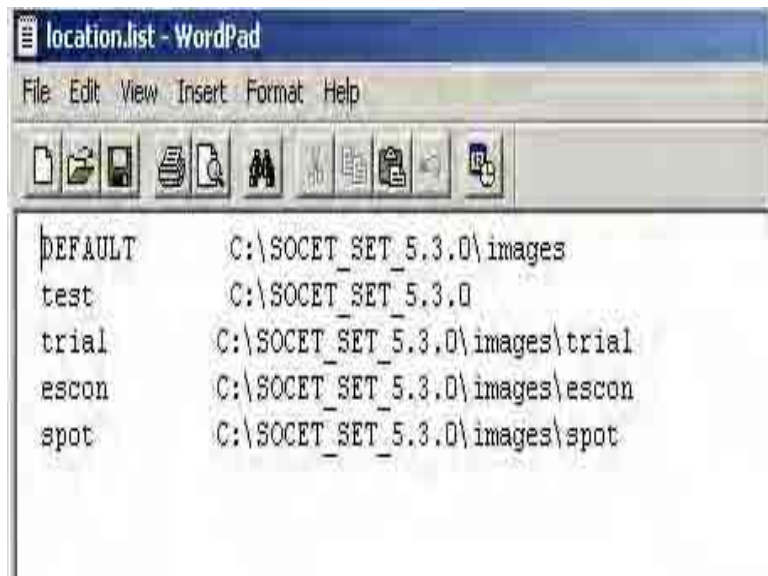 location.list - WordPad
File Edit View Insert Format Help
DEFAULT C:\SOCET_SET_5.3.0\images
test C:\SOCET_SET_5.3.0
trial C:\SOCET_SET_5.3.0\images\trial
escon C:\SOCET_SET_5.3.0\images\escon
spot C:\SOCET_SET_5.3.0\images\spot